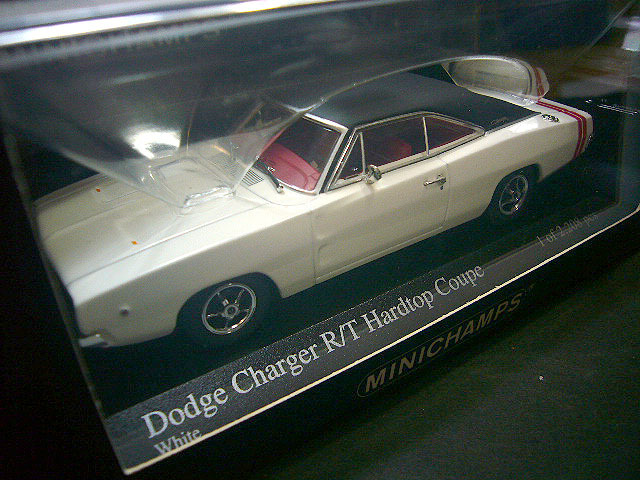 Dodge Charger R/T Hardtop Coupe
White
MINICHAMPS